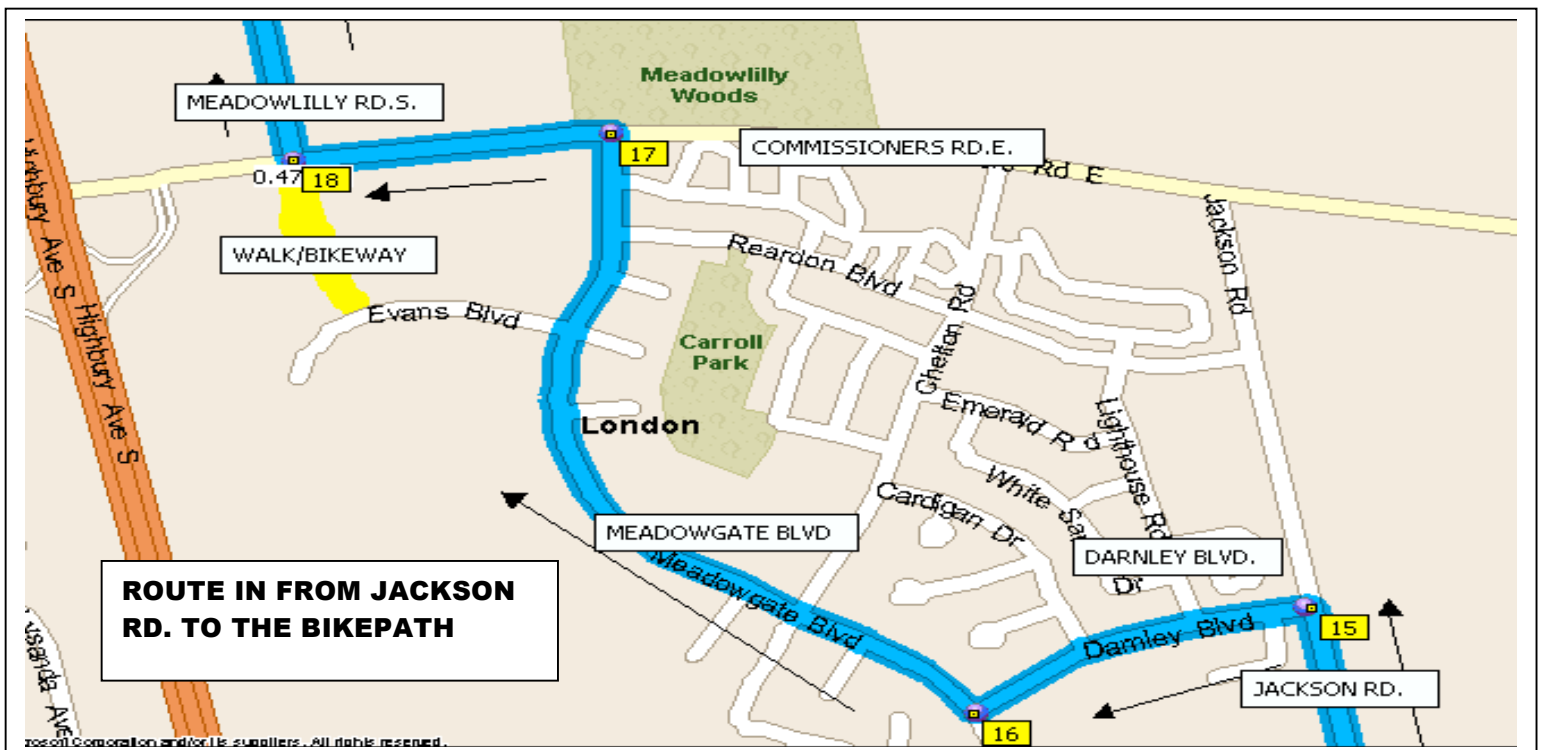 Meadowlilly
Woods
MEADOWLILLY RD.S.
COMMISSIONERS RD.E.
17
Rd E
0.47
18
WALK/BIKEWAY
Reardon Blvd
Jackson Rd
Ave S
Highbury Ave S
Evans Blvd
Carroll
Park
Chelton Rd
London
Emerald Rd
Lighthouse Rd
White
Cardigan Dr
MEADOWGATE BLVD
DARNLEY BLVD.
Dr
Meadowgate Blvd
ROUTE IN FROM JACKSON
RD. TO THE BIKEPATH
Darnley Blvd
15
JACKSON RD.
16
Corporation and/or its suppliers. All rights reserved.